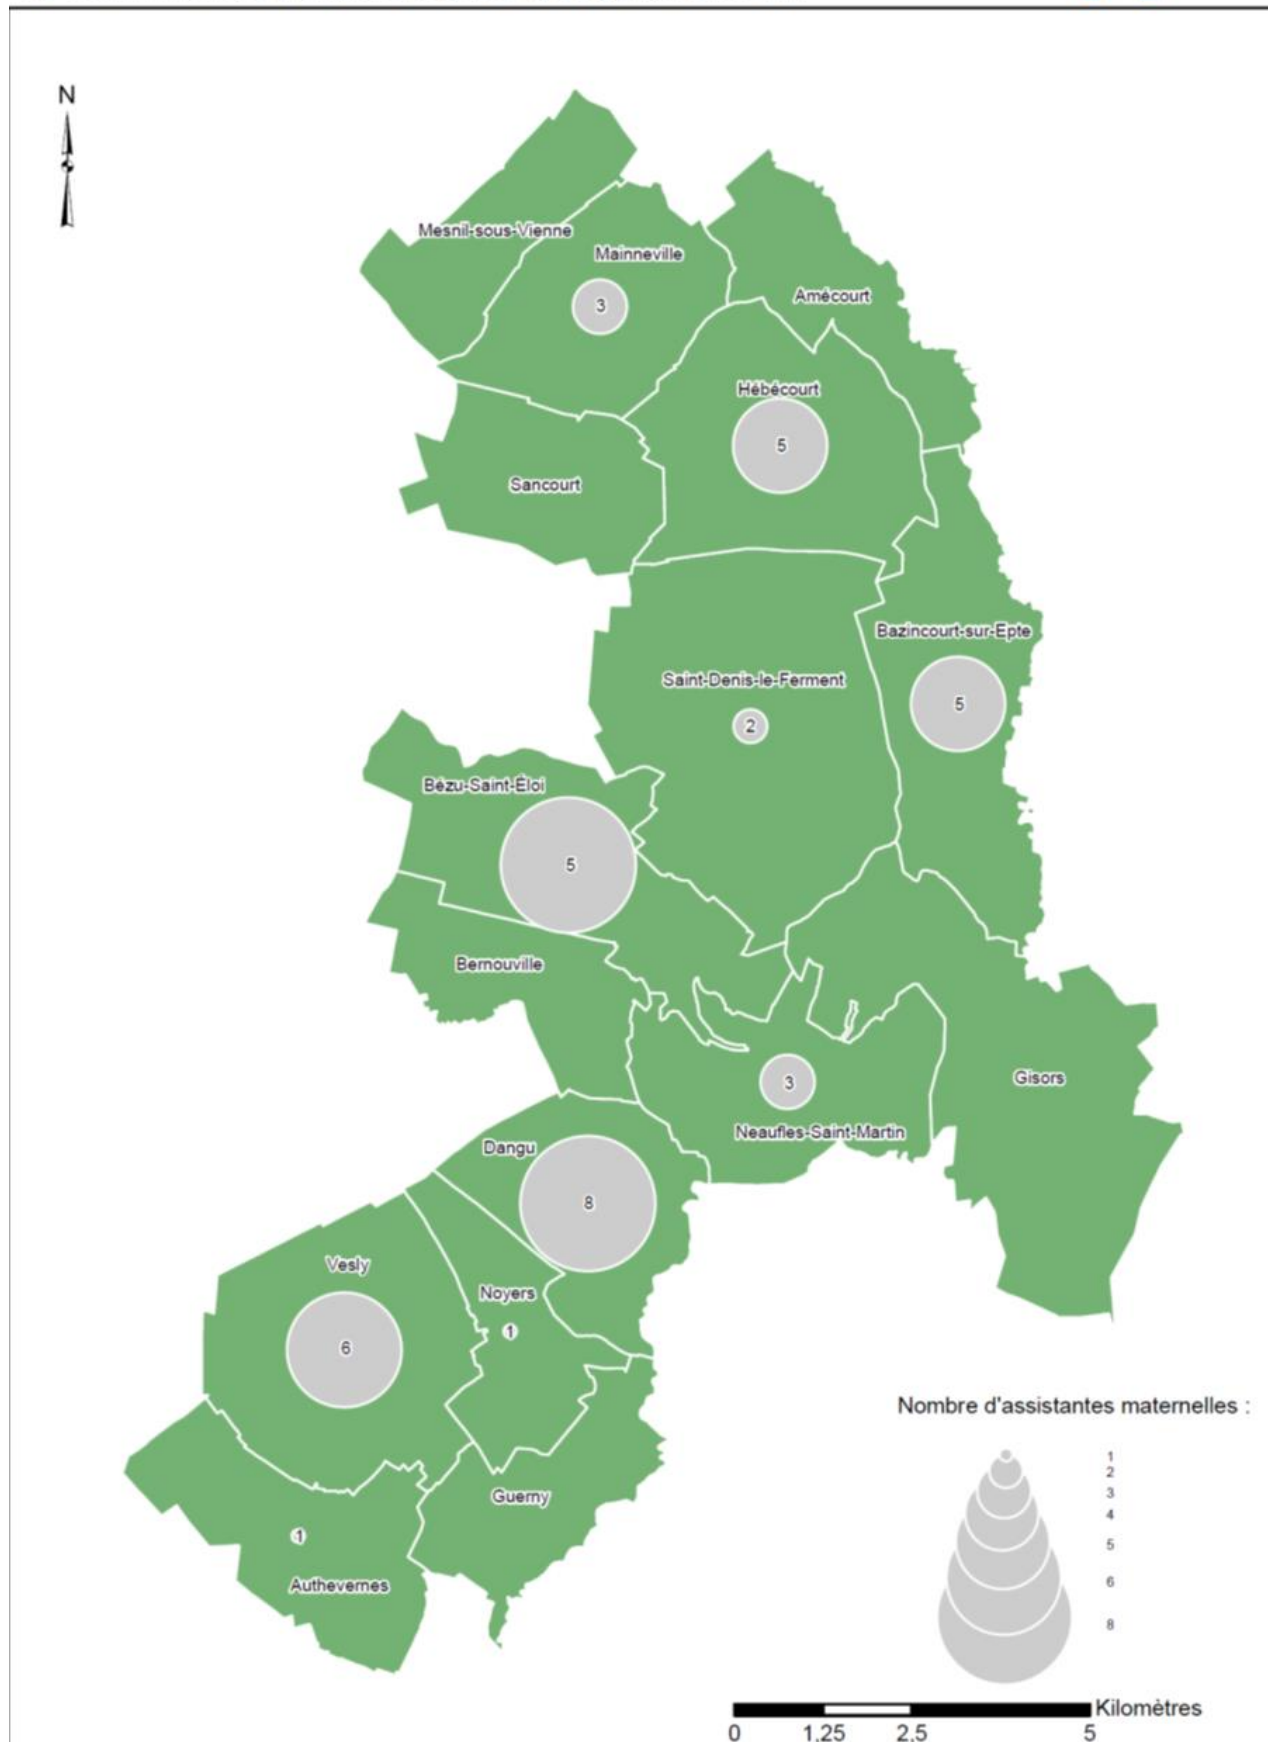 N
Mesnil-sous-Vienne
Mainneville
3
Amécourt
Hébécourt
5
Sancourt
Bazincourt-sur-Epte
5
Saint-Denis-le-Ferment
2
Bézu-Saint-Éloi
5
Bernouville
Gisors
3
Neaufles-Saint-Martin
Dangu
8
Vesly
6
Noyers
1
Guerny
1
Authevernes
Nombre d'assistantes maternelles :
1
2
3
4
5
6
8
Kilomètres
0 1,25 2,5 5